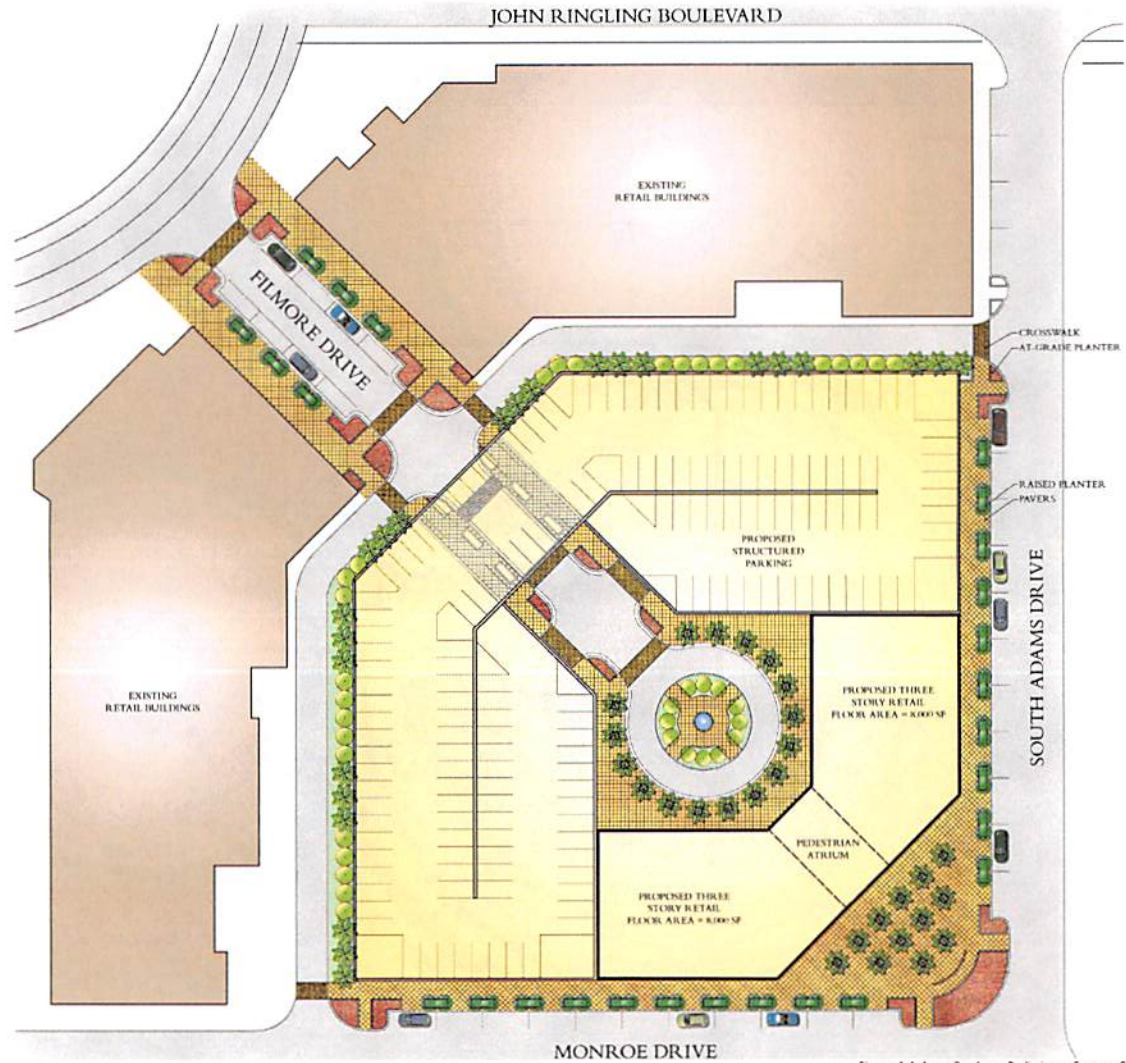 JOHN RINGLING BOULEVARD
EXISTING
RETAIL BUILDINGS
FILMORE DRIVE
CROSSWALK
AT-GRADE PLANTER
RAISED PLANTER
PAVERS
PROPOSED
STRUCTURED
PARKING
SOUTH ADAMS DRIVE
EXISTING
RETAIL BUILDINGS
PROPOSED THREE
STORY RETAIL
FLOOR AREA = 8,000 SF
PEDESTRIAN
ATRIUM
PROPOSED THREE
STORY RETAIL
FLOOR AREA = 8,000 SF
MONROE DRIVE